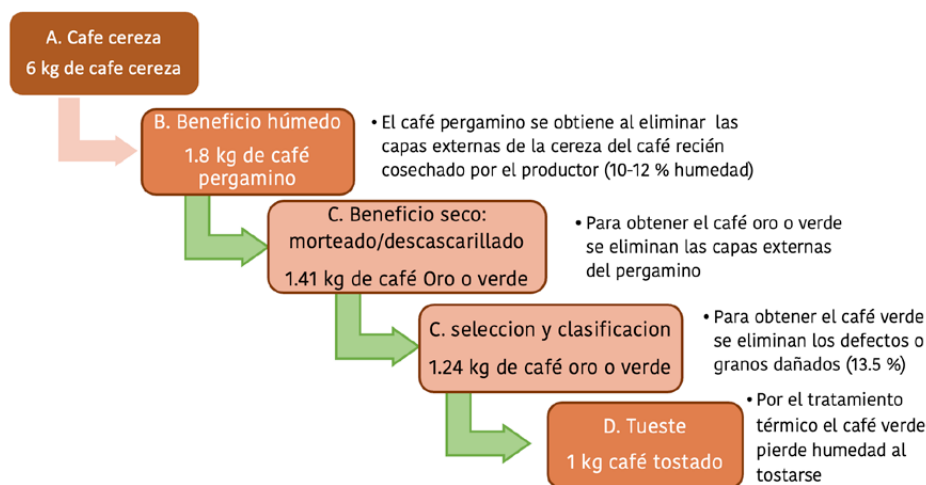 A. Cafe cereza
6 kg de cafe cereza
B. Beneficio húmedo
1.8 kg de café
pergamino
• El café pergamino se obtiene al eliminar las
capas externas de la cereza del café recién
cosechado por el productor (10-12 % humedad)
C. Beneficio seco:
morteado/descascarillado
1.41 kg de café Oro o verde
• Para obtener el café oro o verde
se eliminan las capas externas
del pergamino
C. seleccion y clasificacion
1.24 kg de café oro o verde
• Para obtener el café verde
se eliminan los defectos o
granos dañados (13.5 %)
D. Tueste
1 kg café tostado
• Por el tratamiento
térmico el café verde
pierde humedad al
tostarse